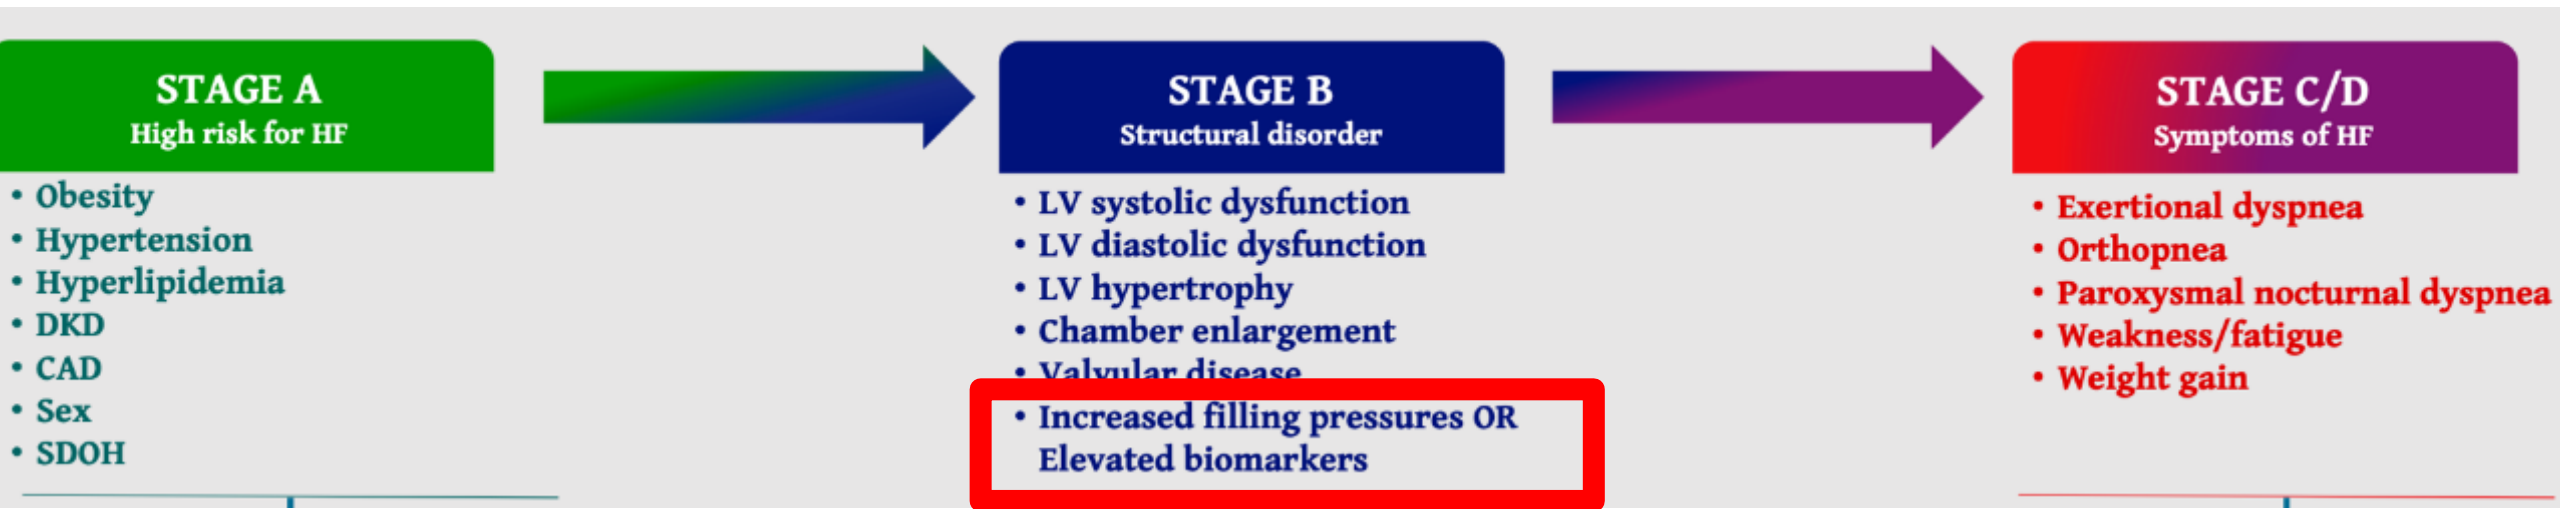 STAGE A
High risk for HF
• Obesity
• Hypertension
• Hyperlipidemia
• DKD
• CAD
• Sex
• SDOH
STAGE B
Structural disorder
• LV systolic dysfunction
• LV diastolic dysfunction
• LV hypertrophy
• Chamber enlargement
• Valvular disease
• Increased filling pressures OR
Elevated biomarkers
STAGE C/D
Symptoms of HF
• Exertional dyspnea
• Orthopnea
• Paroxysmal nocturnal dyspnea
• Weakness/fatigue
• Weight gain